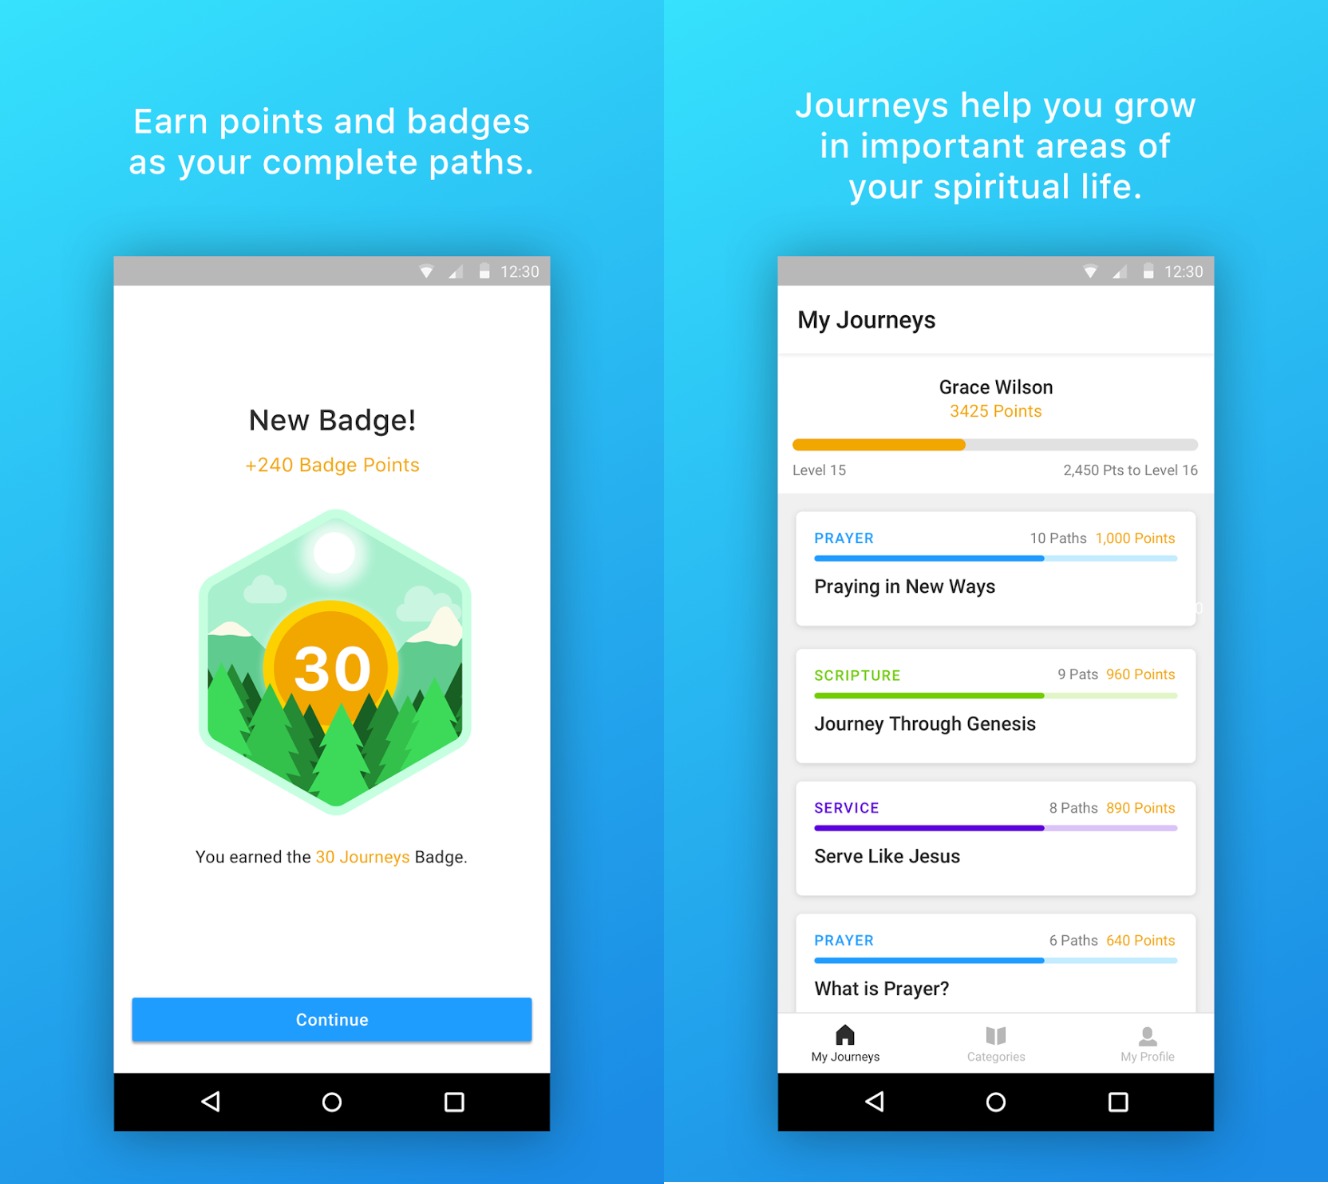 Earn points and badges
as your complete paths.
12:30
New Badge!
+240 Badge Points
30
You earned the 30 Journeys Badge.
Continue
Journeys help you grow
in important areas of
your spiritual life.
12:30
My Journeys
Grace Wilson
3425 Points
Level 15 2,450 Pts to Level 16
PRAYER 10 Paths 1,000 Points
Praying in New Ways
0
SCRIPTURE 9 Pats 960 Points
Journey Through Genesis
SERVICE 8 Paths 890 Points
Serve Like Jesus
PRAYER 6 Paths 640 Points
What is Prayer?
My Journeys Categories My Profile